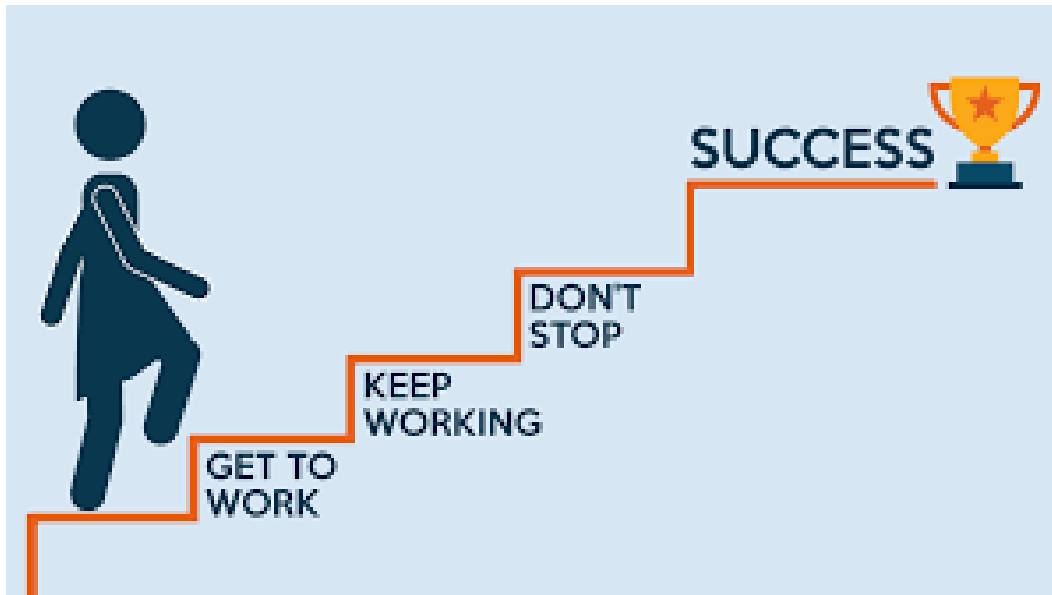 SUCCESS
DON'T
STOP
KEEP
WORKING
GET TO
WORK